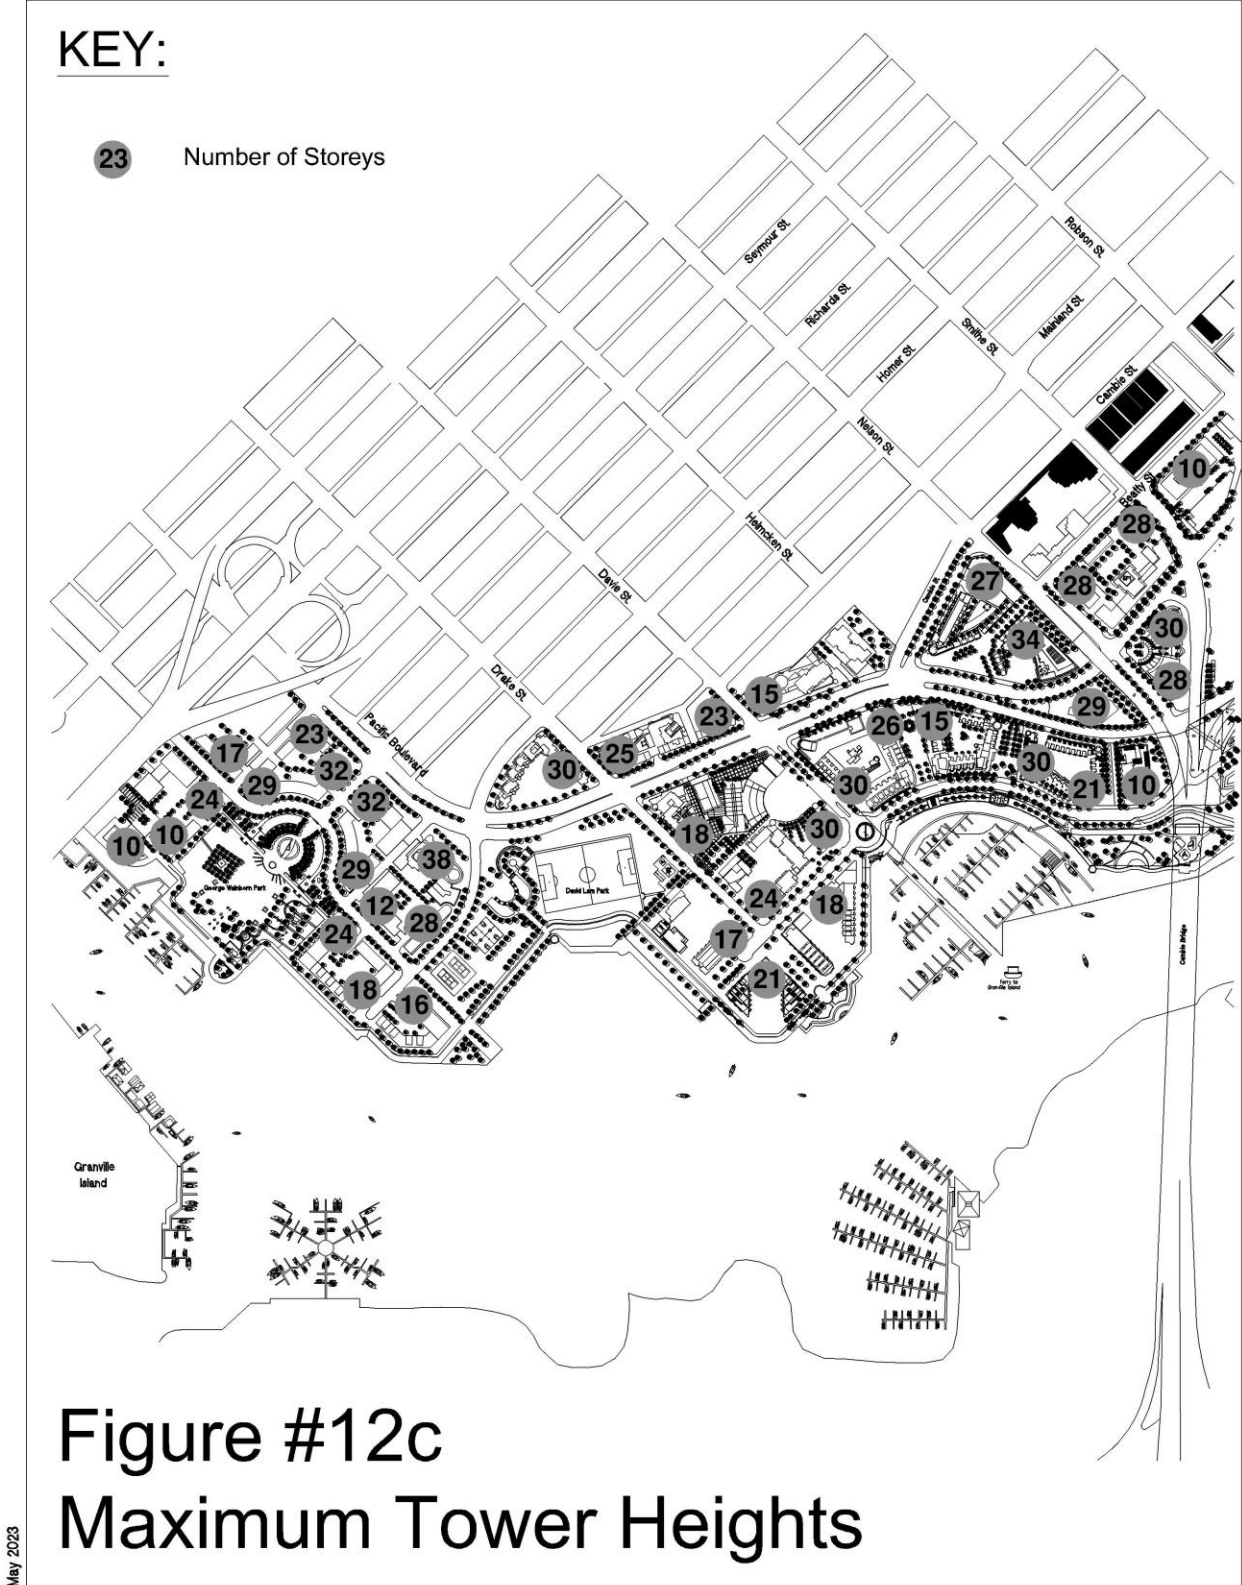 KEY:
23
Number of Storeys
Robson St.
Seymour St.
Richards St.
Mainland St.
Smithe St.
Homer St.
Cambie St.
Nelson St.
10
Beatty St.
28
Helmcken St.
27
28
Davie St.
30
34
Drake St.
28
15
29
23
26
15
Pacific Boulevard
23
17
25
30
32
30
29
30
21
10
24
32
18
30
10
10
38
29
George Wainborn Park
David Lam Park
12
24
18
28
24
17
Cambie Bridge
21
18
16
Ferry to
Granville Island
Granville
Island
Figure #12c
Maximum Tower Heights
May 2023